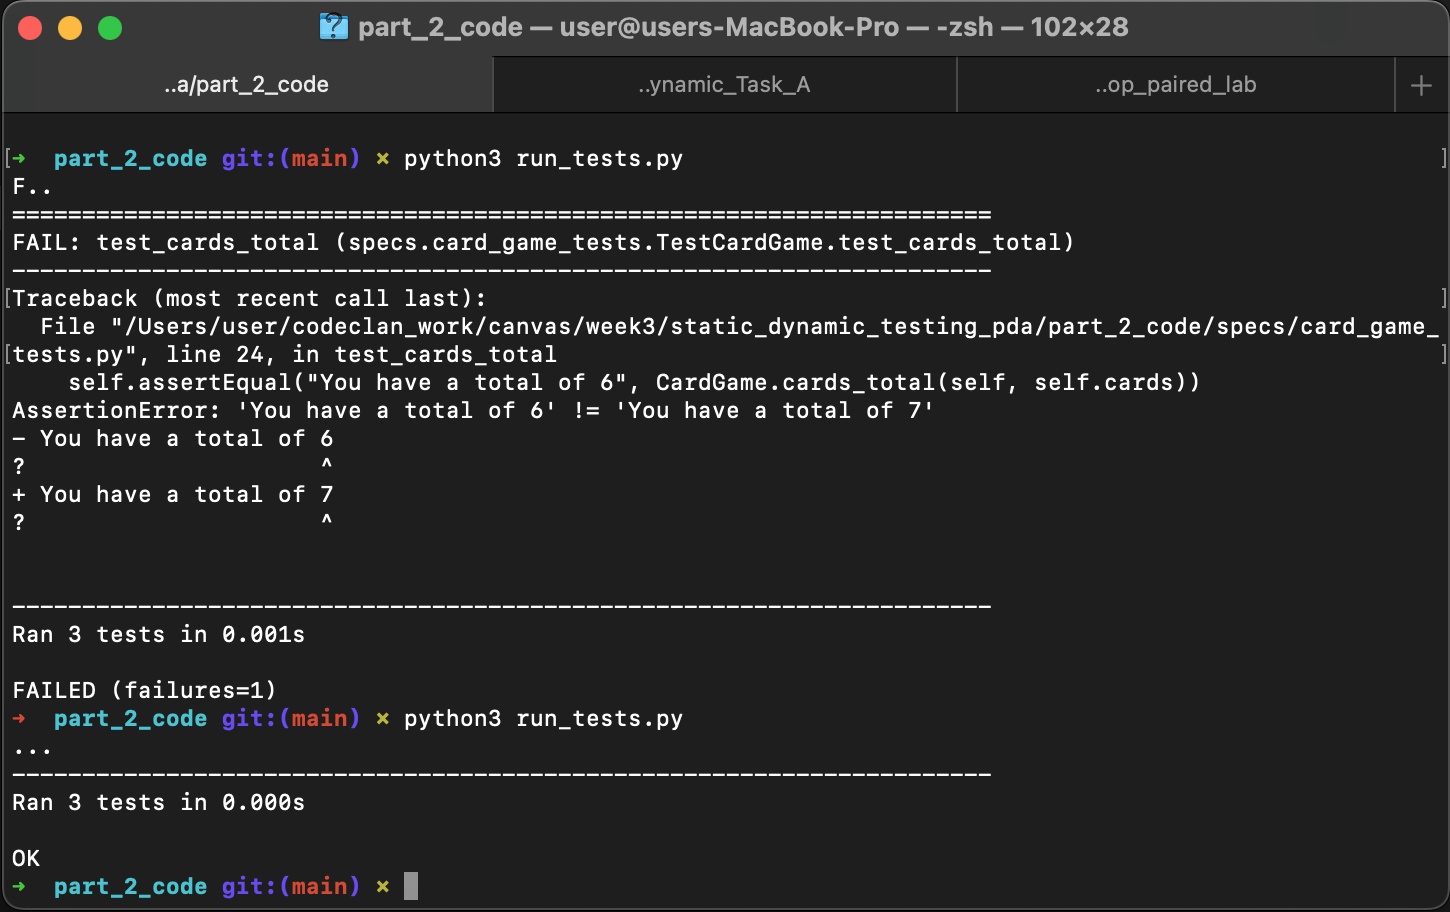 part_2_code — user@users-MacBook-Pro — -zsh — 102×28
..a/part_2_code
..ynamic_Task_A
..op_paired_lab
+
[➜  part_2_code git:(main) × python3 run_tests.py ]
F..
======================================================================
FAIL: test_cards_total (specs.card_game_tests.TestCardGame.test_cards_total)
----------------------------------------------------------------------
[Traceback (most recent call last): ]
  File "/Users/user/codeclan_work/canvas/week3/static_dynamic_testing_pda/part_2_code/specs/card_game_
[tests.py", line 24, in test_cards_total ]
    self.assertEqual("You have a total of 6", CardGame.cards_total(self, self.cards))
AssertionError: 'You have a total of 6' != 'You have a total of 7'
- You have a total of 6
?                     ^
+ You have a total of 7
?                     ^
----------------------------------------------------------------------
Ran 3 tests in 0.001s
FAILED (failures=1)
➜  part_2_code git:(main) × python3 run_tests.py
...
----------------------------------------------------------------------
Ran 3 tests in 0.000s
OK
➜  part_2_code git:(main) ×